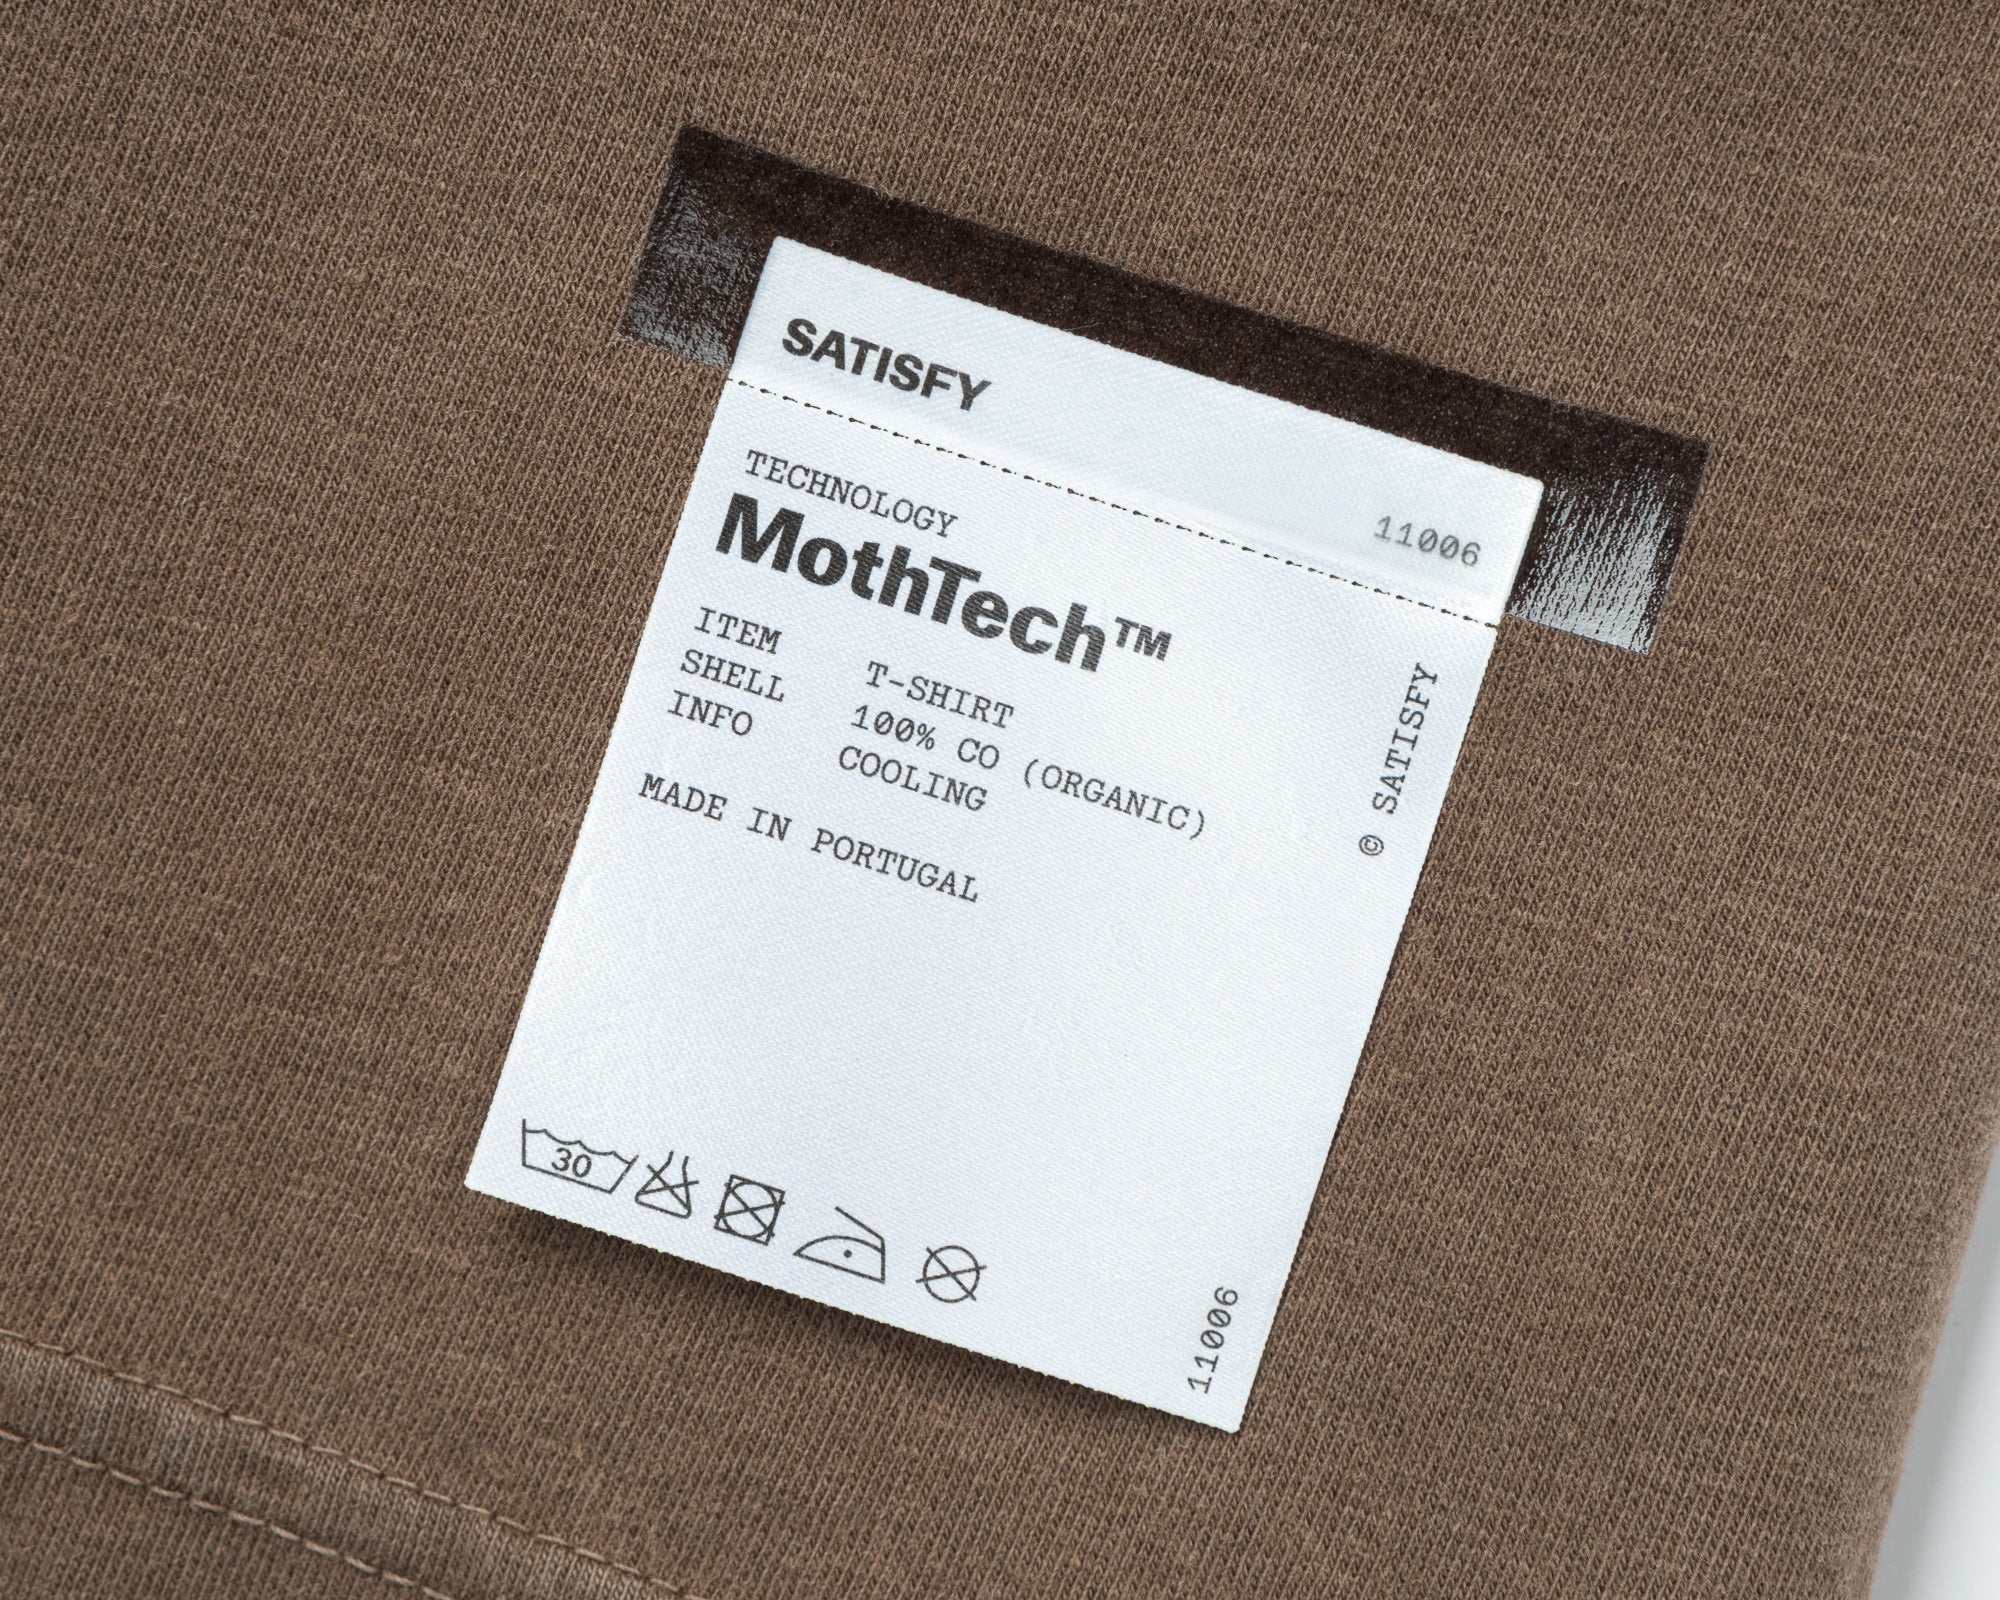 SATISFY
11006
TECHNOLOGY
MothTech™
ITEM T-SHIRT
SHELL 100% CO (ORGANIC)
INFO COOLING
MADE IN PORTUGAL
© SATISFY
30
11006